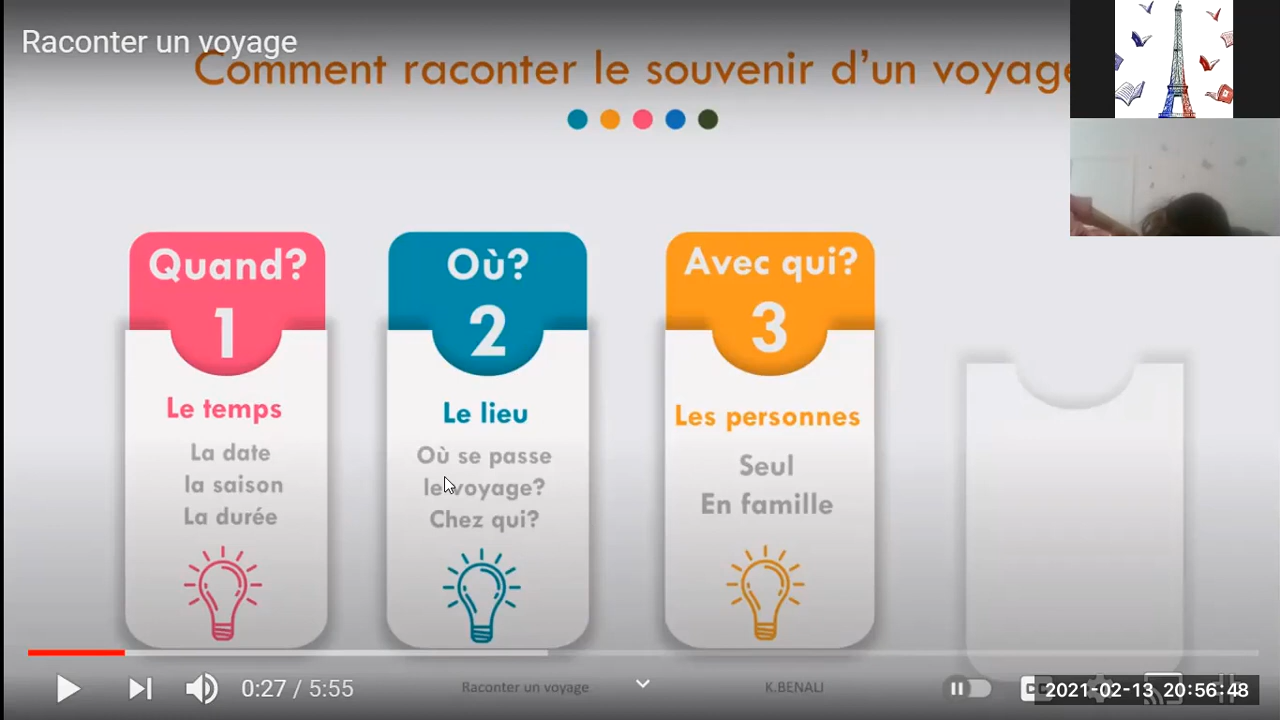 Raconter un voyage
Comment raconter le souvenir d'un voyage
Quand?
1
Le temps
La date
la saison
La durée
Où?
2
Le lieu
Où se passe
le voyage?
Chez qui?
Avec qui?
3
Les personnes
Seul
En famille
0:27 / 5:55
Raconter un voyage
K.BENALI
2021-02-13 20:56:48